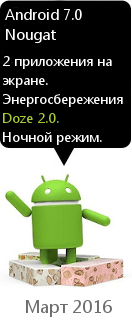 Android 7.0
Nougat
2 приложения на
экране.
Энергосбережения
Doze 2.0.
Ночной режим.
Март 2016